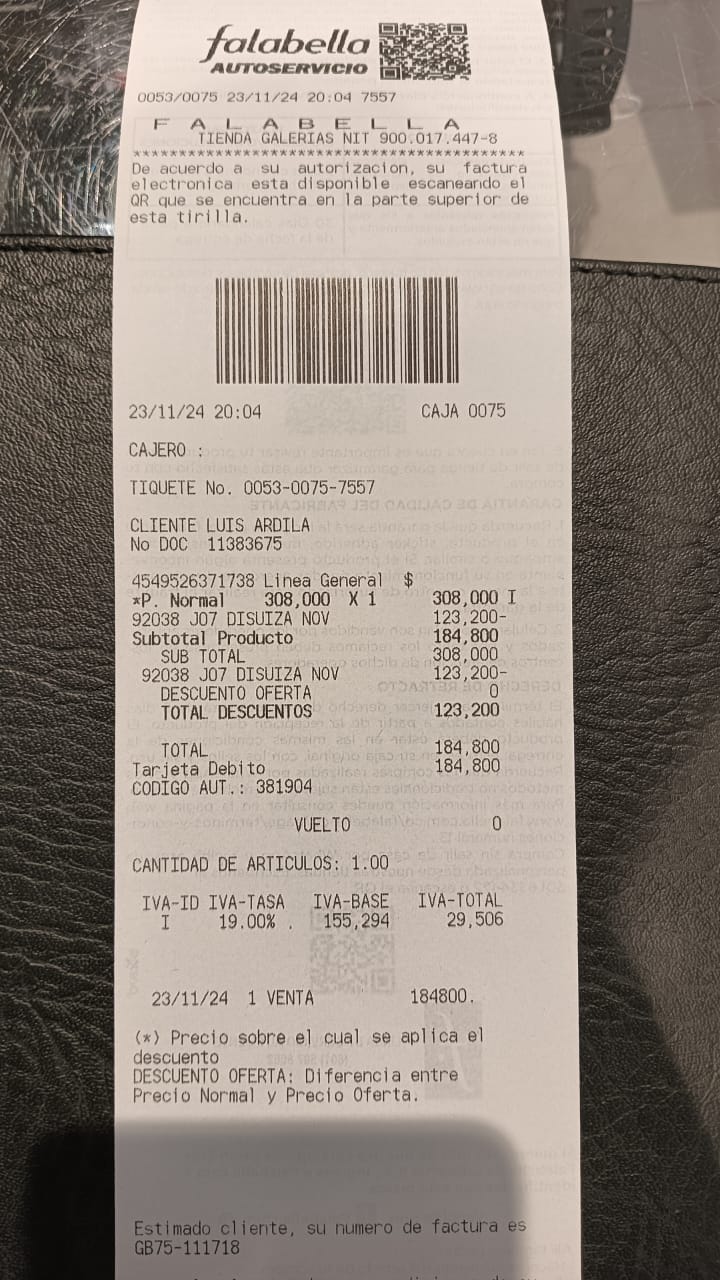 falabella
AUTOSERVICIO
0053/0075 23/11/24 20:04 7557
F A L A B E L L A
TIENDA GALERIAS NIT 900.017.447-8
******************************************************
De acuerdo a su autorizacion, su factura
electronica esta disponible escaneando el
QR que se encuentra en la parte superior de
esta tirilla.
23/11/24 20:04 CAJA 0075
CAJERO :
TIQUETE No. 0053-0075-7557
CLIENTE LUIS ARDILA
No DOC 11383675
4549526371738 Linea General $
*P. Normal 308,000 X 1 308,000 I
92038 J07 DISUIZA NOV 123,200-
Subtotal Producto 184,800
SUB TOTAL 308,000
92038 J07 DISUIZA NOV 123,200-
DESCUENTO OFERTA 0
TOTAL DESCUENTOS 123,200
TOTAL 184,800
Tarjeta Debito 184,800
CODIGO AUT.: 381904
VUELTO 0
CANTIDAD DE ARTICULOS: 1.00
IVA-ID IVA-TASA IVA-BASE IVA-TOTAL
I 19.00% . 155,294 29,506
23/11/24 1 VENTA 184800.
(*) Precio sobre el cual se aplica el
descuento
DESCUENTO OFERTA: Diferencia entre
Precio Normal y Precio Oferta.
Estimado cliente, su numero de factura es
GB75-111718